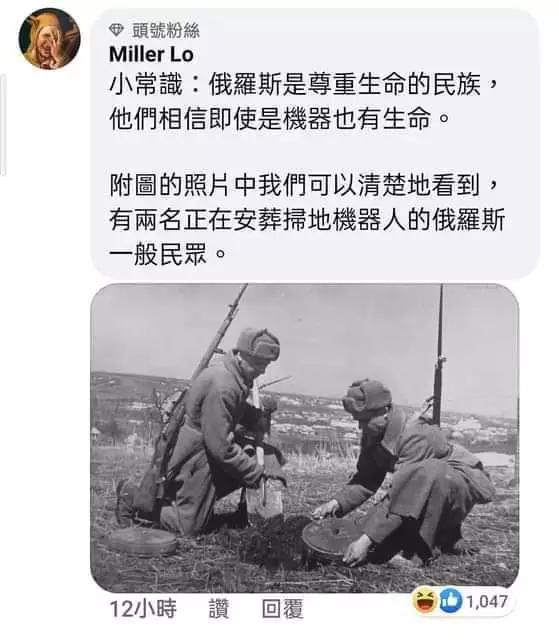 頭號粉絲
Miller Lo
小常識：俄羅斯是尊重生命的民族，
他們相信即使是機器也有生命。
附圖的照片中我們可以清楚地看到，
有兩名正在安葬掃地機器人的俄羅斯
一般民眾。
12小時 讚 回覆 1,047